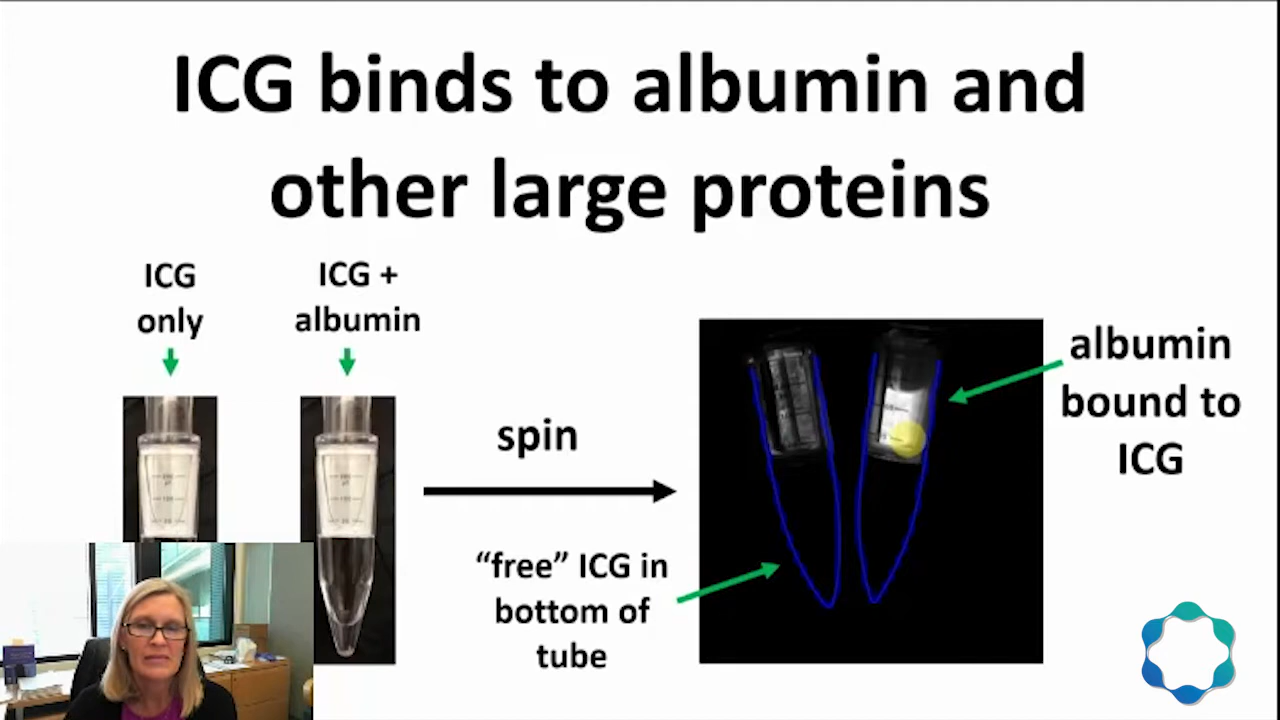 ICG binds to albumin and
other large proteins
ICG
only
ICG +
albumin
spin
albumin
bound to
ICG
“free” ICG in
bottom of
tube